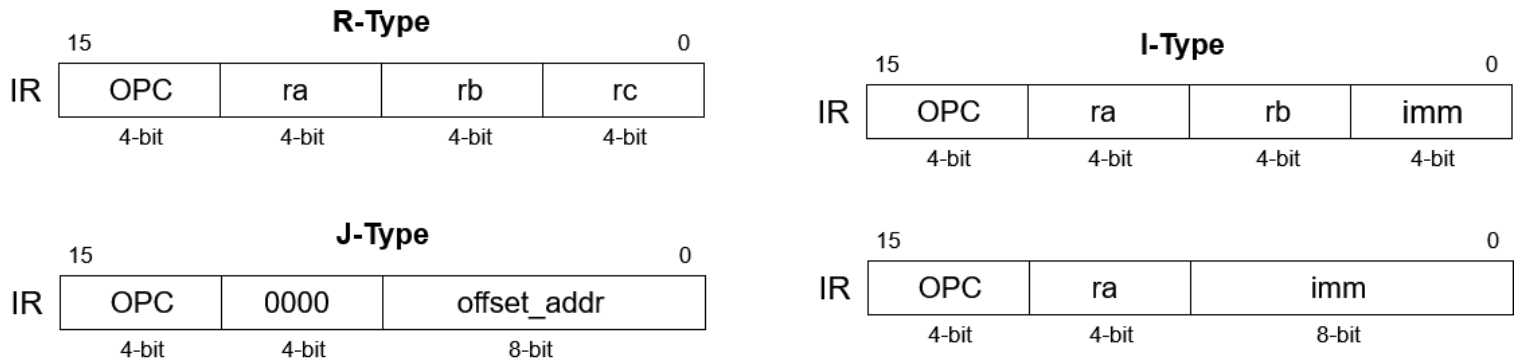 R-Type
15 0
IR OPC ra rb rc
4-bit 4-bit 4-bit 4-bit
I-Type
15 0
IR OPC ra rb imm
4-bit 4-bit 4-bit 4-bit
J-Type
15 0
IR OPC 0000 offset_addr
4-bit 4-bit 8-bit
15 0
IR OPC ra imm
4-bit 4-bit 8-bit